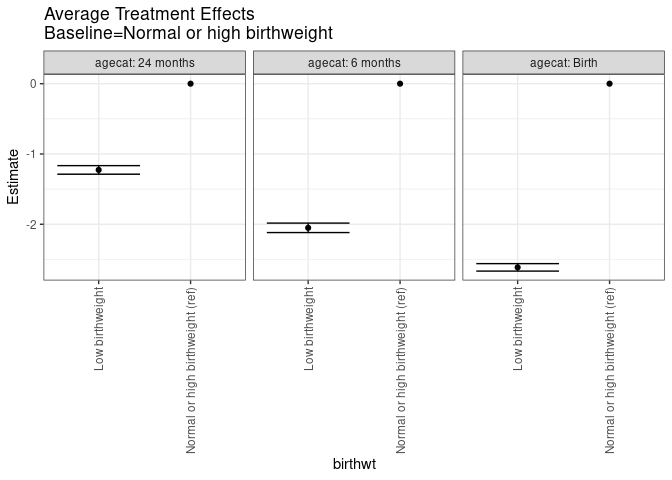 Average Treatment Effects
Baseline=Normal or high birthweight
agecat: 24 months
agecat: 6 months
agecat: Birth
Estimate
0
-1
-2
Low birthweight
Normal or high birthweight (ref)
Low birthweight
Normal or high birthweight (ref)
Low birthweight
Normal or high birthweight (ref)
birthwt